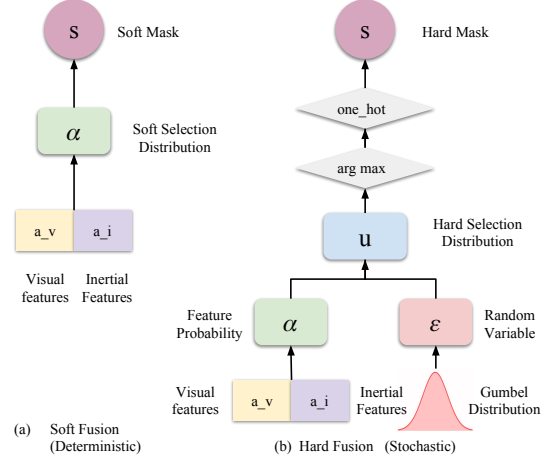 s
Soft Mask
α
Soft Selection
Distribution
a_v
a_i
Visual
features
Inertial
Features
(a) Soft Fusion
(Deterministic)
s
Hard Mask
one_hot
arg max
u
Hard Selection
Distribution
Feature
Probability
α
ε
Random
Variable
Visual
features
a_v
a_i
Inertial
Features
Gumbel
Distribution
(b) Hard Fusion (Stochastic)